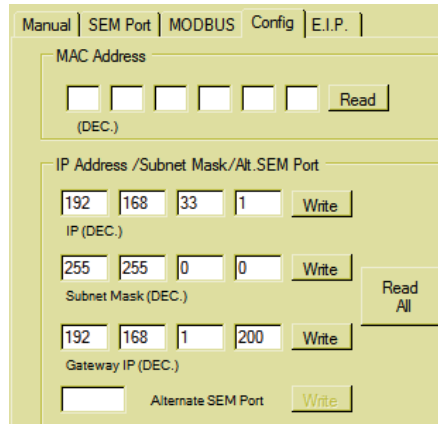 Manual SEM Port MODBUS Config E.I.P.
MAC Address
Read
(DEC.)
IP Address /Subnet Mask/Alt.SEM Port
192 168 33 1 Write
IP (DEC.)
255 255 0 0 Write
Subnet Mask (DEC.)
Read
All
192 168 1 200 Write
Gateway IP (DEC.)
Alternate SEM Port Write